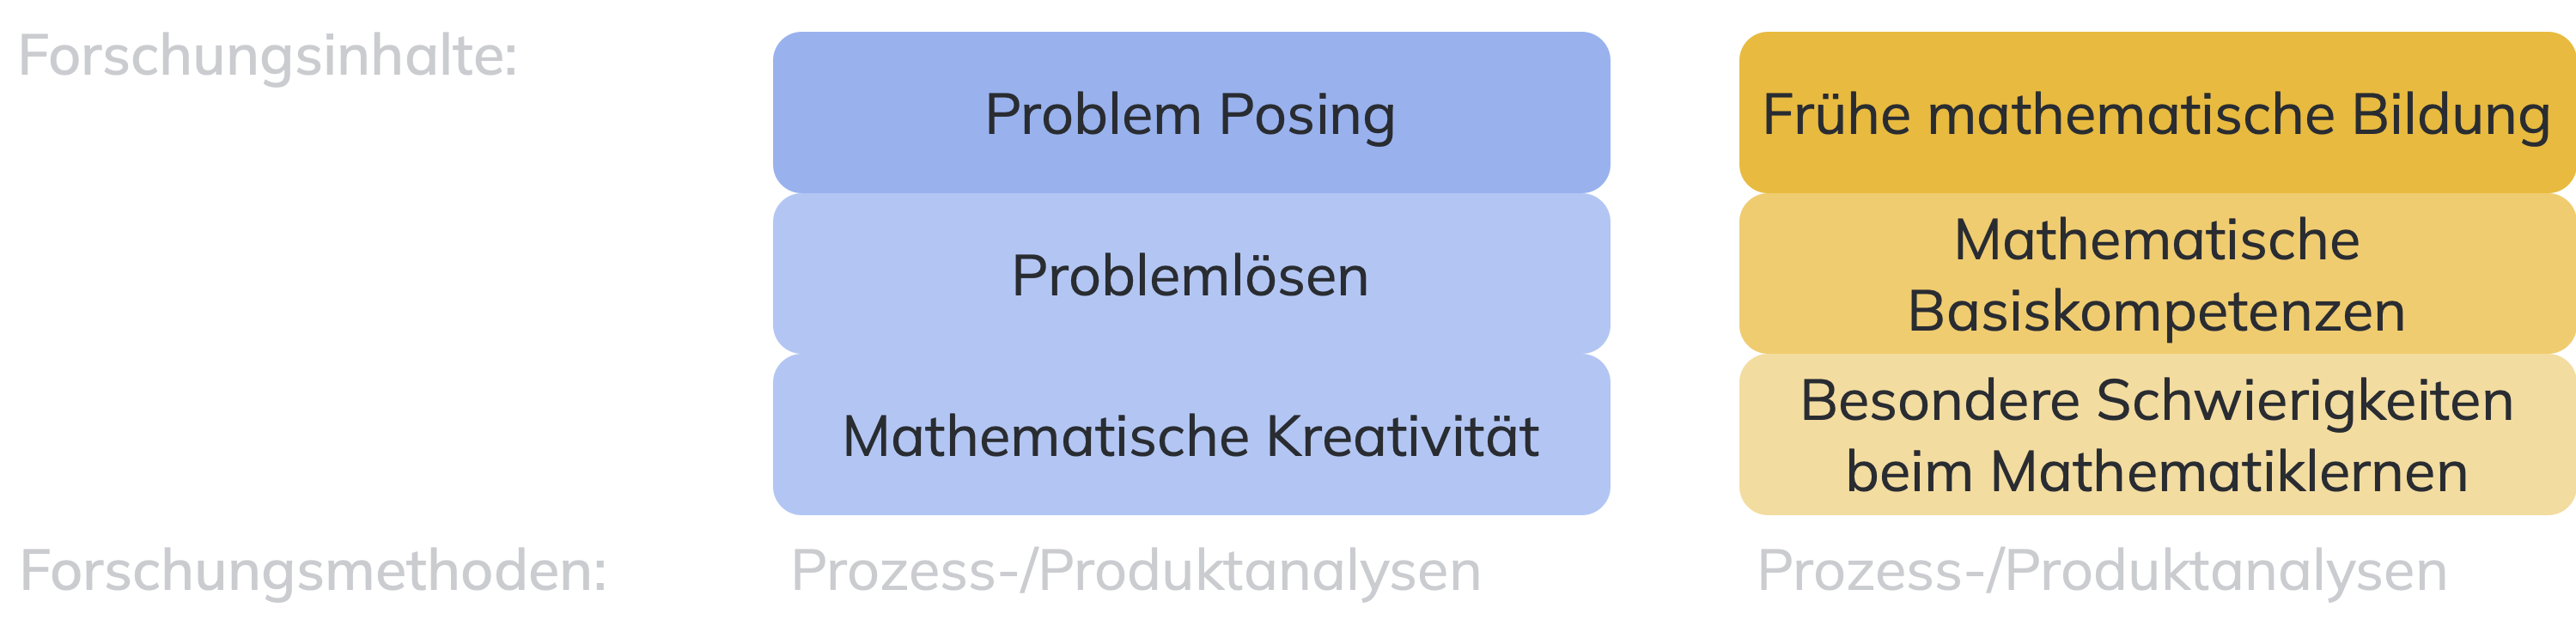 Forschungsinhalte:
Problem Posing
Problemlösen
Mathematische Kreativität
Frühe mathematische Bildung
Mathematische
Basiskompetenzen
Besondere Schwierigkeiten
beim Mathematiklernen
Forschungsmethoden:
Prozess-/Produktanalysen
Prozess-/Produktanalysen